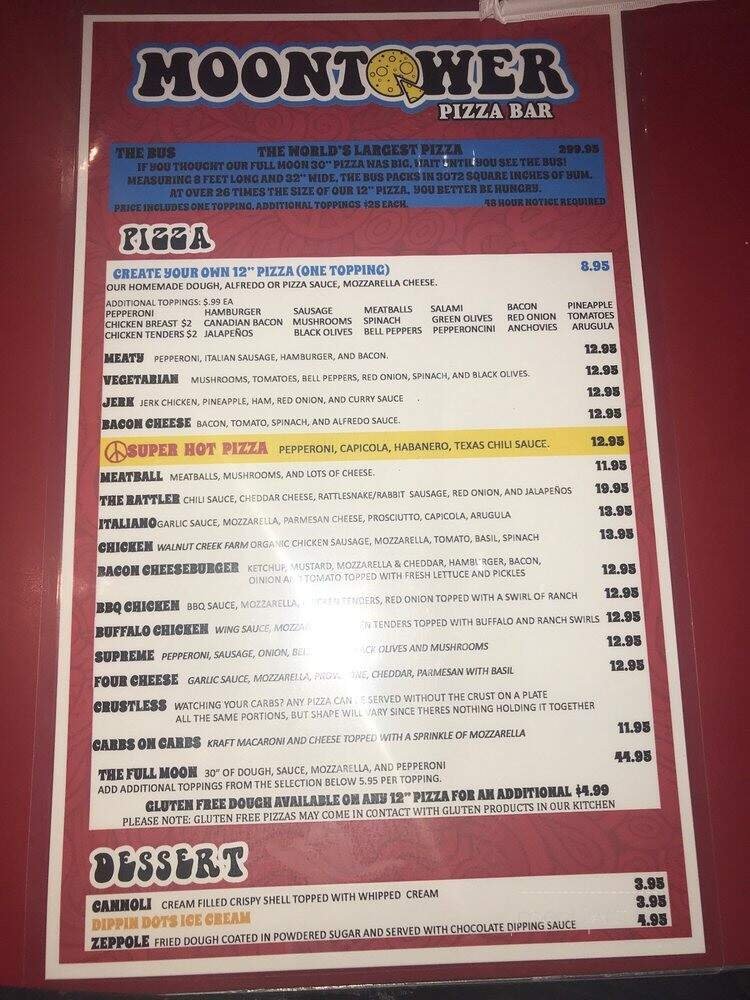 MOONTOWER
PIZZA BAR
THE BUS THE WORLD'S LARGEST PIZZA 299.95
IF YOU THOUGHT OUR FULL MOON 30" PIZZA WAS BIG, WAIT UNTIL YOU SEE THE BUS!
MEASURING 8 FEET LONG AND 32" WIDE, THE BUS PACKS IN 3072 SQUARE INCHES OF YUM.
AT OVER 26 TIMES THE SIZE OF OUR 12" PIZZA, YOU BETTER BE HUNGRY.
PRICE INCLUDES ONE TOPPING, ADDITIONAL TOPPINGS $25 EACH. 48 HOUR NOTICE REQUIRED
PIZZA
CREATE YOUR OWN 12" PIZZA (ONE TOPPING) 8.95
OUR HOMEMADE DOUGH, ALFREDO OR PIZZA SAUCE, MOZZARELLA CHEESE.
ADDITIONAL TOPPINGS: $.99 EA
PEPPERONI HAMBURGER SAUSAGE MEATBALLS SALAMI BACON PINEAPPLE
CHICKEN BREAST $2 CANADIAN BACON MUSHROOMS SPINACH GREEN OLIVES RED ONION TOMATOES
CHICKEN TENDERS $2 JALAPEÑOS BLACK OLIVES BELL PEPPERS PEPPERONCINI ANCHOVIES ARUGULA
MEATY PEPPERONI, ITALIAN SAUSAGE, HAMBURGER, AND BACON. 12.95
VEGETARIAN MUSHROOMS, TOMATOES, BELL PEPPERS, RED ONION, SPINACH, AND BLACK OLIVES. 12.95
JERK JERK CHICKEN, PINEAPPLE, HAM, RED ONION, AND CURRY SAUCE 12.95
BACON CHEESE BACON, TOMATO, SPINACH, AND ALFREDO SAUCE. 12.95
SUPER HOT PIZZA PEPPERONI, CAPICOLA, HABANERO, TEXAS CHILI SAUCE. 12.95
MEATBALL MEATBALLS, MUSHROOMS, AND LOTS OF CHEESE. 11.95
THE RATTLER CHILI SAUCE, CHEDDAR CHEESE, RATTLESNAKE/RABBIT SAUSAGE, RED ONION, AND JALAPEÑOS 19.95
ITALIANO GARLIC SAUCE, MOZZARELLA, PARMESAN CHEESE, PROSCIUTTO, CAPICOLA, ARUGULA 13.95
CHICKEN WALNUT CREEK FARM ORGANIC CHICKEN SAUSAGE, MOZZARELLA, TOMATO, BASIL, SPINACH 13.95
BACON CHEESEBURGER KETCHUP, MUSTARD, MOZZARELLA & CHEDDAR, HAMBURGER, BACON,
OINION AND TOMATO TOPPED WITH FRESH LETTUCE AND PICKLES 12.95
BBQ CHICKEN BBQ SAUCE, MOZZARELLA, CHICKEN TENDERS, RED ONION TOPPED WITH A SWIRL OF RANCH 12.95
BUFFALO CHICKEN WING SAUCE, TENDERS TOPPED WITH BUFFALO AND RANCH SWIRLS 12.95
SUPREME PEPPERONI, SAUSAGE, ONION, OLIVES AND MUSHROOMS 12.95
FOUR CHEESE GARLIC SAUCE, MOZZARELLA, PROVOLONE, CHEDDAR, PARMESAN WITH BASIL 12.95
CRUSTLESS WATCHING YOUR CARBS? ANY PIZZA CAN BE SERVED WITHOUT THE CRUST ON A PLATE
ALL THE SAME PORTIONS, BUT SHAPE WILL VARY SINCE THERES NOTHING HOLDING IT TOGETHER
CARBS ON CARBS KRAFT MACARONI AND CHEESE TOPPED WITH A SPRINKLE OF MOZZARELLA 11.95
THE FULL MOON 30" OF DOUGH, SAUCE, MOZZARELLA, AND PEPPERONI 44.95
ADD ADDITIONAL TOPPINGS FROM THE SELECTION BELOW 5.95 PER TOPPING.
GLUTEN FREE DOUGH AVAILABLE ON ANY 12" PIZZA FOR AN ADDITIONAL $4.99
PLEASE NOTE: GLUTEN FREE PIZZAS MAY COME IN CONTACT WITH GLUTEN PRODUCTS IN OUR KITCHEN
DESSERT
CANNOLI CREAM FILLED CRISPY SHELL TOPPED WITH WHIPPED CREAM 3.95
DIPPIN DOTS ICE CREAM 3.95
ZEPPOLE FRIED DOUGH COATED IN POWDERED SUGAR AND SERVED WITH CHOCOLATE DIPPING SAUCE 4.95